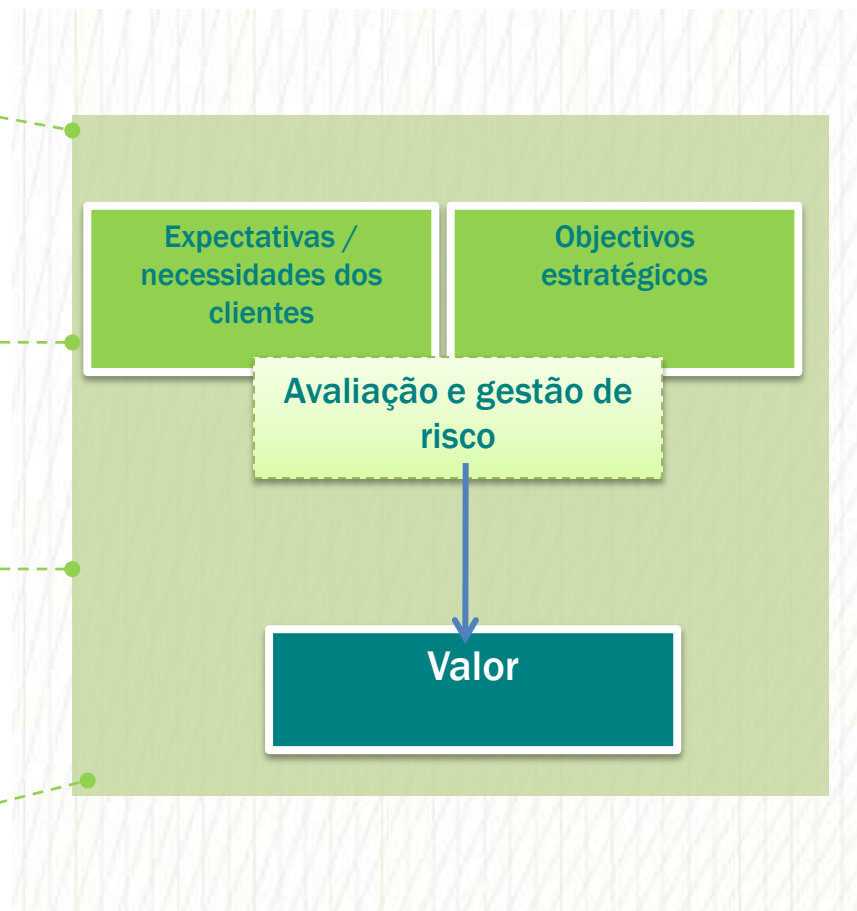 Expectativas /
necessidades dos
clientes
Objectivos
estratégicos
Avaliação e gestão de
risco
Valor